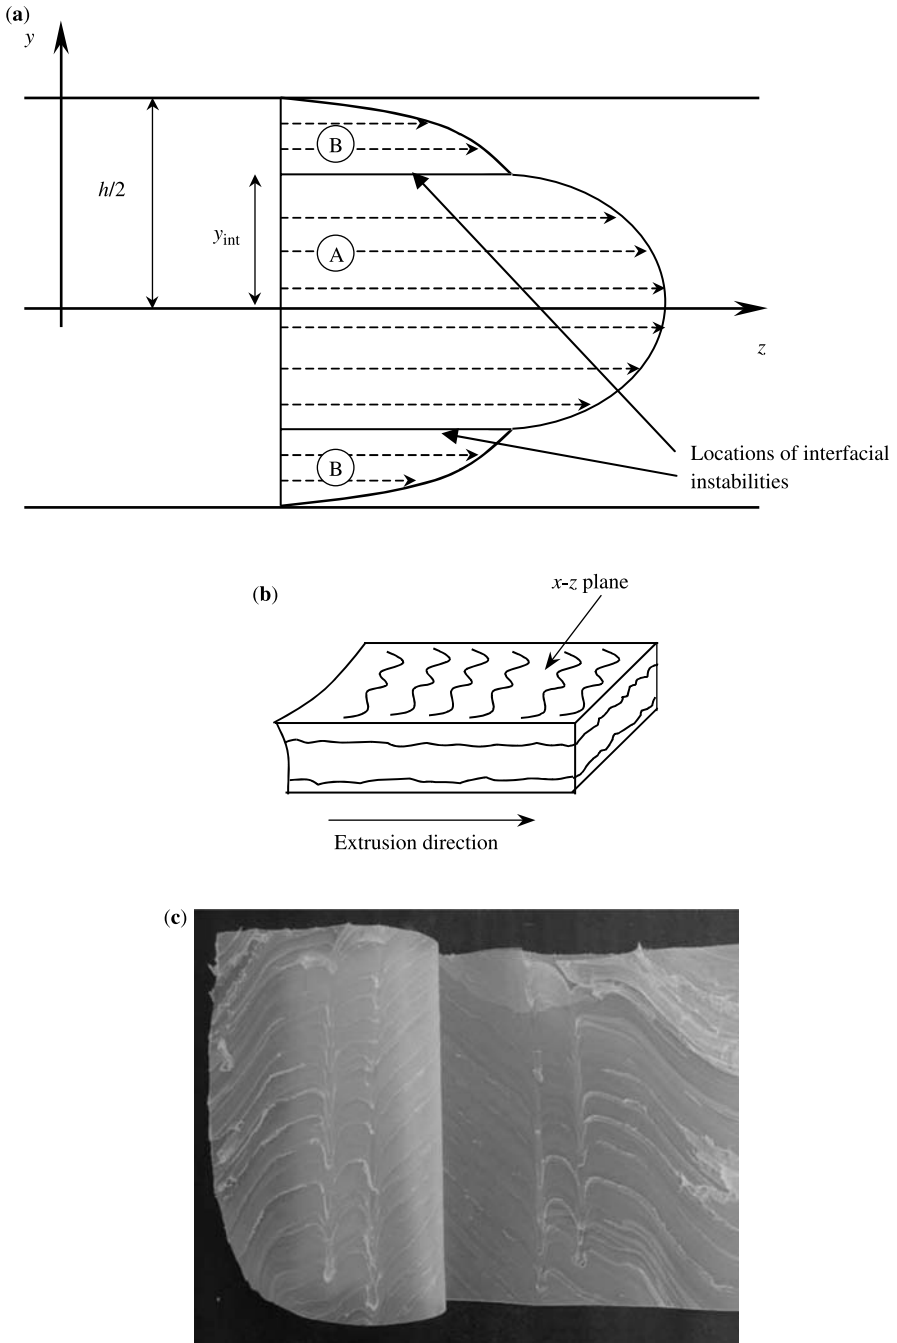 (a)
y
B
h/2
y_int
A
z
B
Locations of interfacial
instabilities
(b)
x-z plane
Extrusion direction
(c)